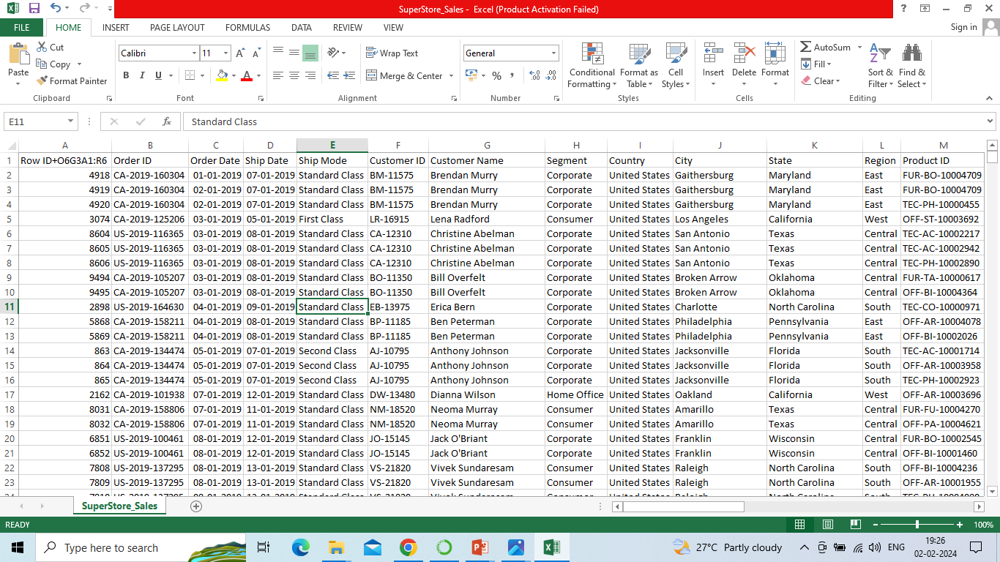 SuperStore_Sales - Excel (Product Activation Failed)
FILE HOME INSERT PAGE LAYOUT FORMULAS DATA REVIEW VIEW Sign in
Paste Cut Copy Format Painter Clipboard
Calibri 11 B I U Font
Wrap Text Merge & Center Alignment
General % Number
Conditional Formatting Format as Table Cell Styles Styles
Insert Delete Format Cells
AutoSum Fill Clear Sort & Filter Find & Select Editing
E11 fx Standard Class
A B C D E F G H I J K L M
1 Row ID+O6G3A1:R6 Order ID Order Date Ship Date Ship Mode Customer ID Customer Name Segment Country City State Region Product ID
2 4918 CA-2019-160304 01-01-2019 07-01-2019 Standard Class BM-11575 Brendan Murry Corporate United States Gaithersburg Maryland East FUR-BO-10004709
3 4919 CA-2019-160304 02-01-2019 07-01-2019 Standard Class BM-11575 Brendan Murry Corporate United States Gaithersburg Maryland East FUR-BO-10004709
4 4920 CA-2019-160304 02-01-2019 07-01-2019 Standard Class BM-11575 Brendan Murry Corporate United States Gaithersburg Maryland East TEC-PH-10000455
5 3074 CA-2019-125206 03-01-2019 05-01-2019 First Class LR-16915 Lena Radford Consumer United States Los Angeles California West OFF-ST-10003692
6 8604 US-2019-116365 03-01-2019 08-01-2019 Standard Class CA-12310 Christine Abelman Corporate United States San Antonio Texas Central TEC-AC-10002217
7 8605 US-2019-116365 03-01-2019 08-01-2019 Standard Class CA-12310 Christine Abelman Corporate United States San Antonio Texas Central TEC-AC-10002942
8 8606 US-2019-116365 03-01-2019 08-01-2019 Standard Class CA-12310 Christine Abelman Corporate United States San Antonio Texas Central TEC-PH-10002890
9 9494 CA-2019-105207 03-01-2019 08-01-2019 Standard Class BO-11350 Bill Overfelt Corporate United States Broken Arrow Oklahoma Central FUR-TA-10000617
10 9495 CA-2019-105207 03-01-2019 08-01-2019 Standard Class BO-11350 Bill Overfelt Corporate United States Broken Arrow Oklahoma Central OFF-BI-10004364
11 2898 US-2019-164630 04-01-2019 09-01-2019 Standard Class EB-13975 Erica Bern Corporate United States Charlotte North Carolina South TEC-CO-10000971
12 5868 CA-2019-158211 04-01-2019 08-01-2019 Standard Class BP-11185 Ben Peterman Corporate United States Philadelphia Pennsylvania East OFF-AR-10004078
13 5869 CA-2019-158211 04-01-2019 08-01-2019 Standard Class BP-11185 Ben Peterman Corporate United States Philadelphia Pennsylvania East OFF-BI-10002026
14 863 CA-2019-134474 05-01-2019 07-01-2019 Second Class AJ-10795 Anthony Johnson Corporate United States Jacksonville Florida South TEC-AC-10001714
15 864 CA-2019-134474 05-01-2019 07-01-2019 Second Class AJ-10795 Anthony Johnson Corporate United States Jacksonville Florida South OFF-AR-10003958
16 865 CA-2019-134474 05-01-2019 07-01-2019 Second Class AJ-10795 Anthony Johnson Corporate United States Jacksonville Florida South TEC-PH-10002923
17 2162 CA-2019-101938 07-01-2019 12-01-2019 Standard Class DW-13480 Dianna Wilson Home Office United States Oakland California West OFF-AR-10003696
18 8031 CA-2019-158806 07-01-2019 11-01-2019 Standard Class NM-18520 Neoma Murray Consumer United States Amarillo Texas Central FUR-FU-10004270
19 8032 CA-2019-158806 07-01-2019 11-01-2019 Standard Class NM-18520 Neoma Murray Consumer United States Amarillo Texas Central OFF-PA-10004621
20 6851 US-2019-100461 08-01-2019 12-01-2019 Standard Class JO-15145 Jack O'Briant Corporate United States Franklin Wisconsin Central FUR-BO-10002545
21 6852 US-2019-100461 08-01-2019 12-01-2019 Standard Class JO-15145 Jack O'Briant Corporate United States Franklin Wisconsin Central OFF-BI-10001460
22 7808 US-2019-137295 08-01-2019 13-01-2019 Standard Class VS-21820 Vivek Sundaresam Consumer United States Raleigh North Carolina South OFF-BI-10004236
23 7809 US-2019-137295 08-01-2019 13-01-2019 Standard Class VS-21820 Vivek Sundaresam Consumer United States Raleigh North Carolina South OFF-AR-10001955
SuperStore_Sales
READY 100%
Type here to search 27°C Partly cloudy ENG 19:26
02-02-2024